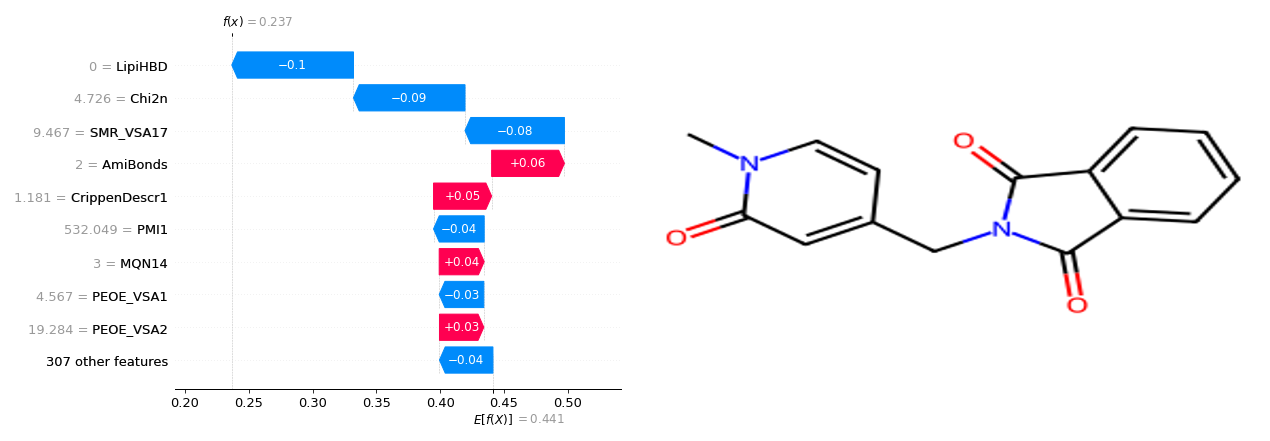 f(x) = 0.237
0 = LipiHBD
−0.1
4.726 = Chi2n
−0.09
9.467 = SMR_VSA17
−0.08
2 = AmiBonds
+0.06
1.181 = CrippenDescr1
+0.05
532.049 = PMI1
−0.04
3 = MQN14
+0.04
4.567 = PEOE_VSA1
−0.03
19.284 = PEOE_VSA2
+0.03
307 other features
−0.04
0.20 0.25 0.30 0.35 0.40 0.45 0.50
E[f(X)] = 0.441
O
N
N
O
O